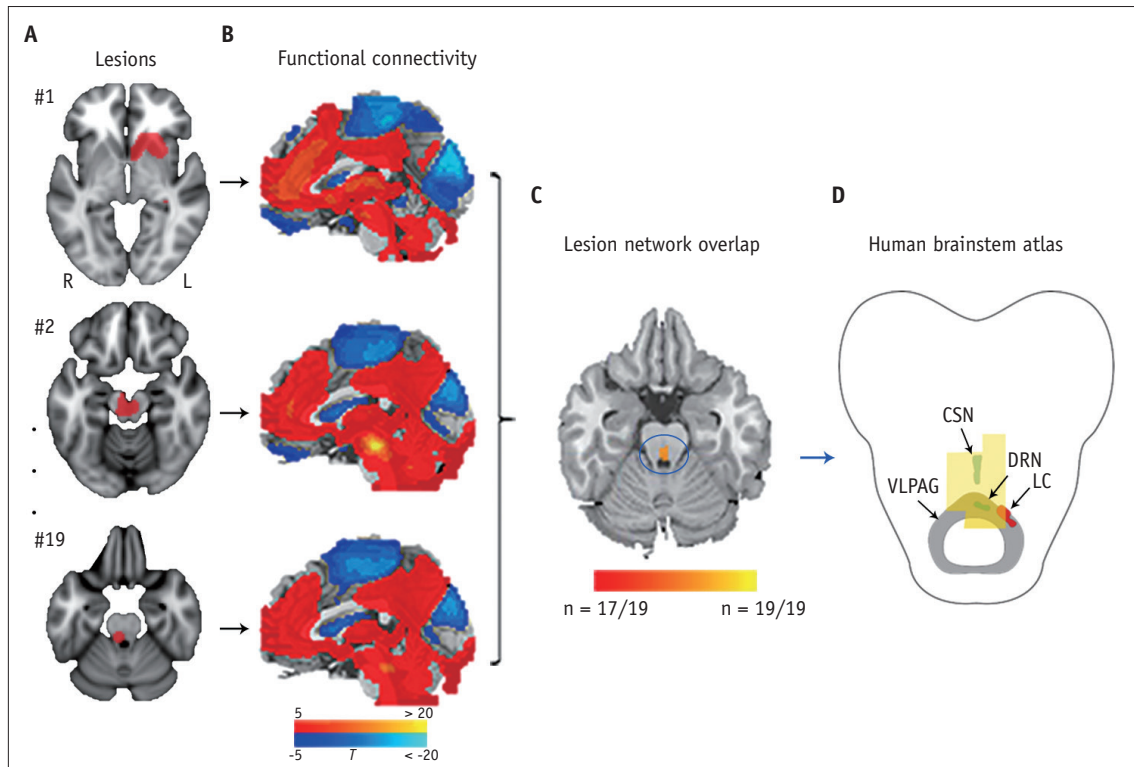 A
Lesions
#1
R
L
#2
.
.
.
#19
B
Functional connectivity
5
> 20
-5
T
< -20
C
Lesion network overlap
n = 17/19
n = 19/19
D
Human brainstem atlas
CSN
DRN
LC
VLPAG